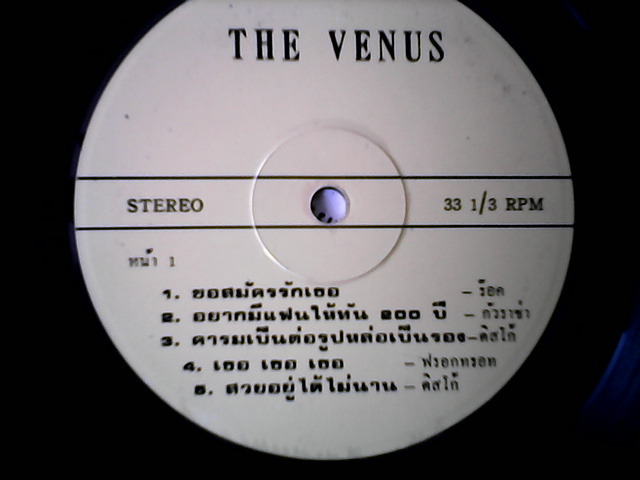 THE VENUS
STEREO
33 1/3 RPM
หน้า 1
1. ขอสมัครรักเธอ - ร็อค
2. อยากมีแฟนให้ทัน ๒๐๐ ปี - กัวราช่า
3. คารมเป็นต่อรูปหล่อเป็นรอง-ดิสโก้
4. เธอ เธอ เธอ - ฟรอกทรอท
5. สวยอยู่ได้ไม่นาน - ดิสโก้